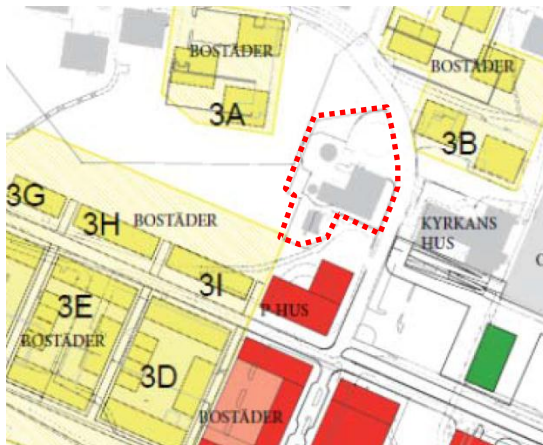 BOSTÄDER
BOSTÄDER
3A
3B
3G
3H
BOSTÄDER
KYRKANS
HUS
3I
3E
P-HUS
BOSTÄDER
3D
BOSTÄDER